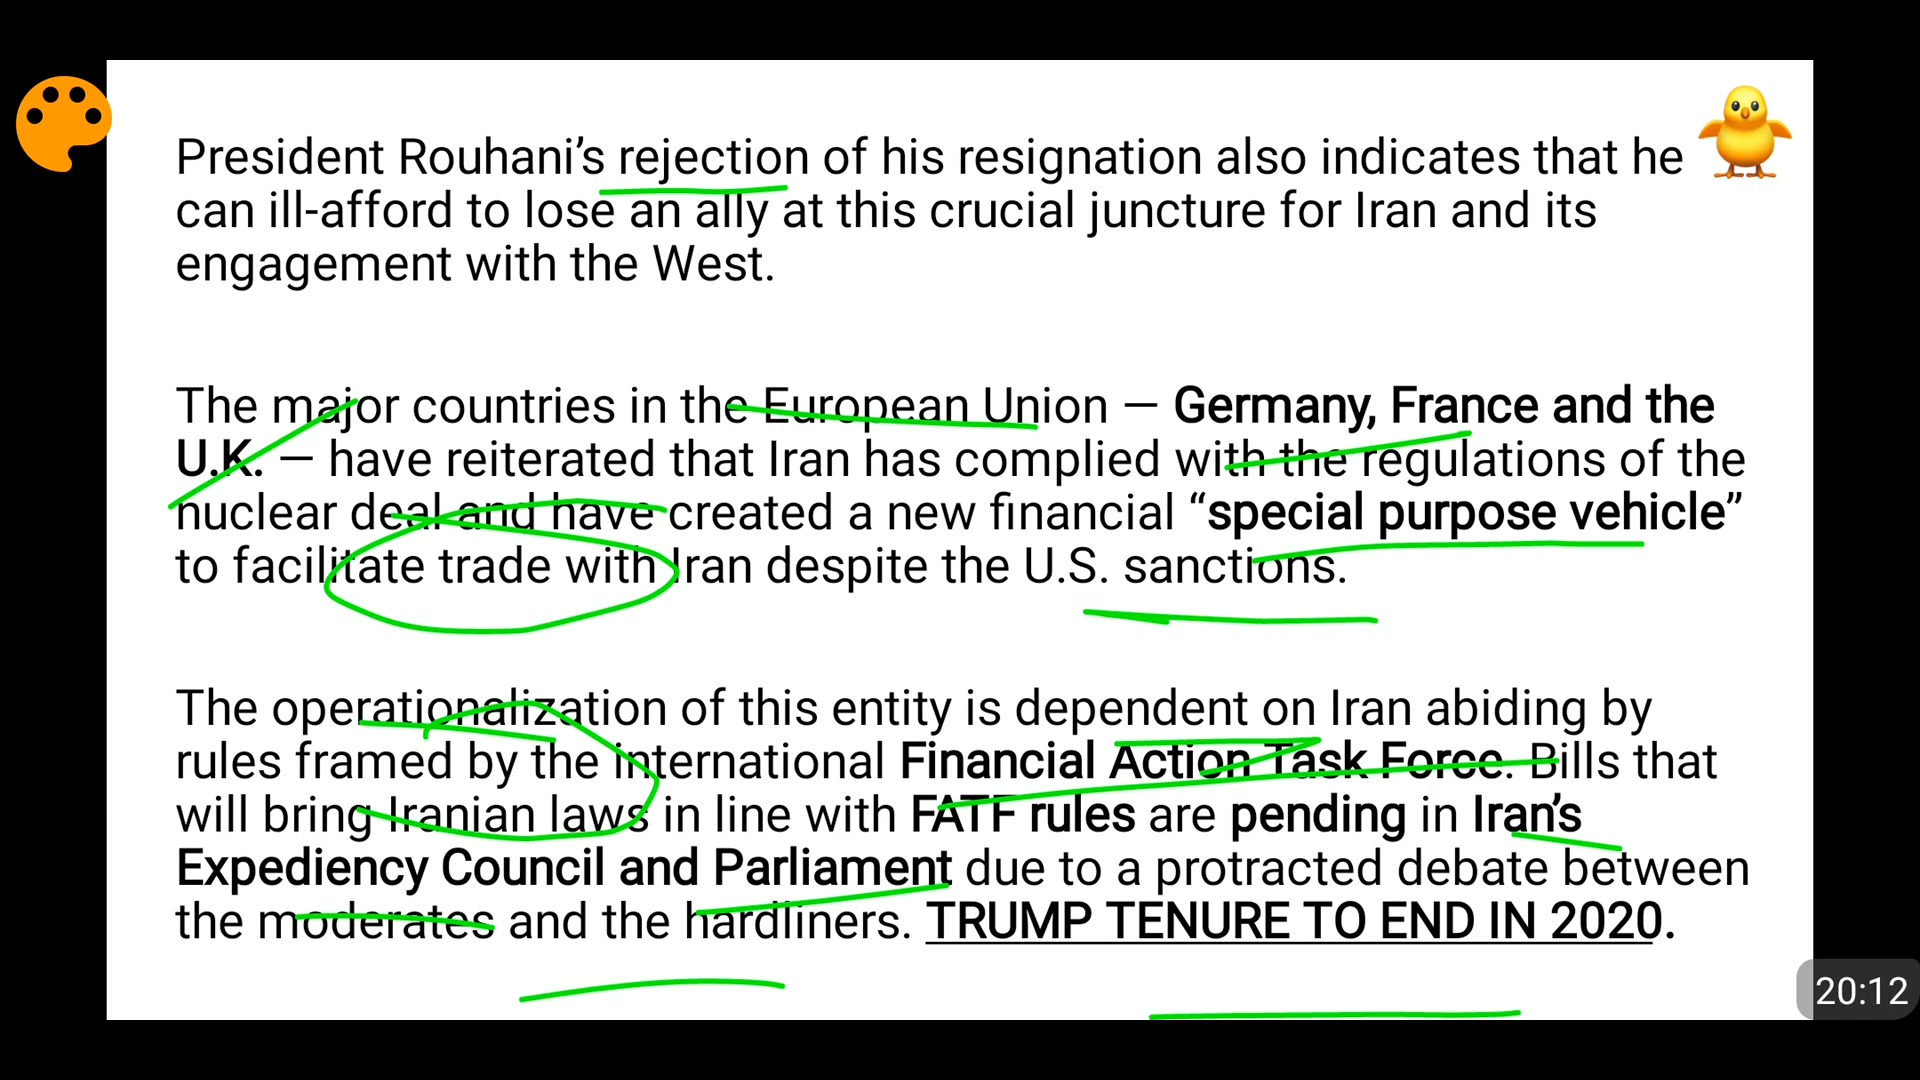 President Rouhani’s rejection of his resignation also indicates that he
can ill-afford to lose an ally at this crucial juncture for Iran and its
engagement with the West.
The major countries in the European Union — Germany, France and the
U.K. — have reiterated that Iran has complied with the regulations of the
nuclear deal and have created a new financial “special purpose vehicle”
to facilitate trade with Iran despite the U.S. sanctions.
The operationalization of this entity is dependent on Iran abiding by
rules framed by the international Financial Action Task Force. Bills that
will bring Iranian laws in line with FATF rules are pending in Iran’s
Expediency Council and Parliament due to a protracted debate between
the moderates and the hardliners. TRUMP TENURE TO END IN 2020.
20:12